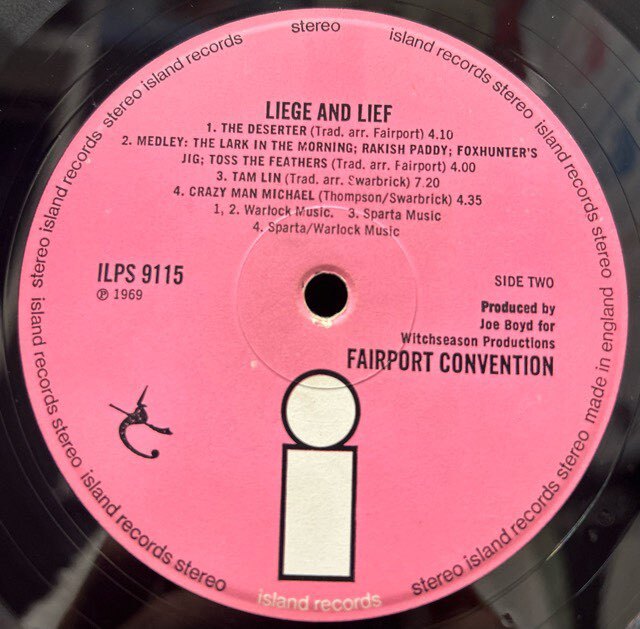 stereo island records stereo island records stereo island records stereo made in england
stereo island records stereo
island records
stereo island records stereo
island records stereo
LIEGE AND LIEF
1. THE DESERTER (Trad. arr. Fairport) 4.10
2. MEDLEY: THE LARK IN THE MORNING; RAKISH PADDY; FOXHUNTER'S
JIG; TOSS THE FEATHERS (Trad. arr. Fairport) 4.00
3. TAM LIN (Trad. arr. Swarbrick) 7.20
4. CRAZY MAN MICHAEL (Thompson/Swarbrick) 4.35
1, 2. Warlock Music. 3. Sparta Music
4. Sparta/Warlock Music
ILPS 9115
℗ 1969
SIDE TWO
Produced by
Joe Boyd for
Witchseason Productions
FAIRPORT CONVENTION
i